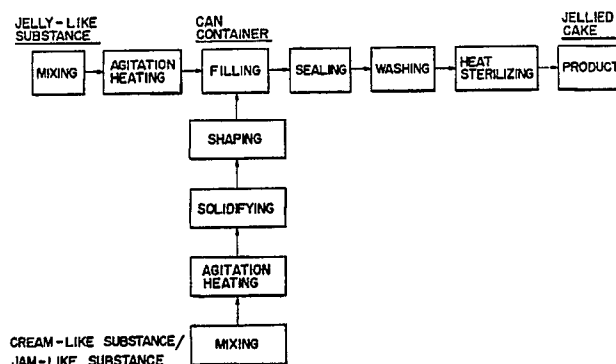 JELLY-LIKE
SUBSTANCE
CAN
CONTAINER
JELLIED
CAKE
MIXING
AGITATION
HEATING
FILLING
SEALING
WASHING
HEAT
STERILIZING
PRODUCT
SHAPING
SOLIDIFYING
AGITATION
HEATING
CREAM-LIKE SUBSTANCE/
JAM-LIKE SUBSTANCE
MIXING